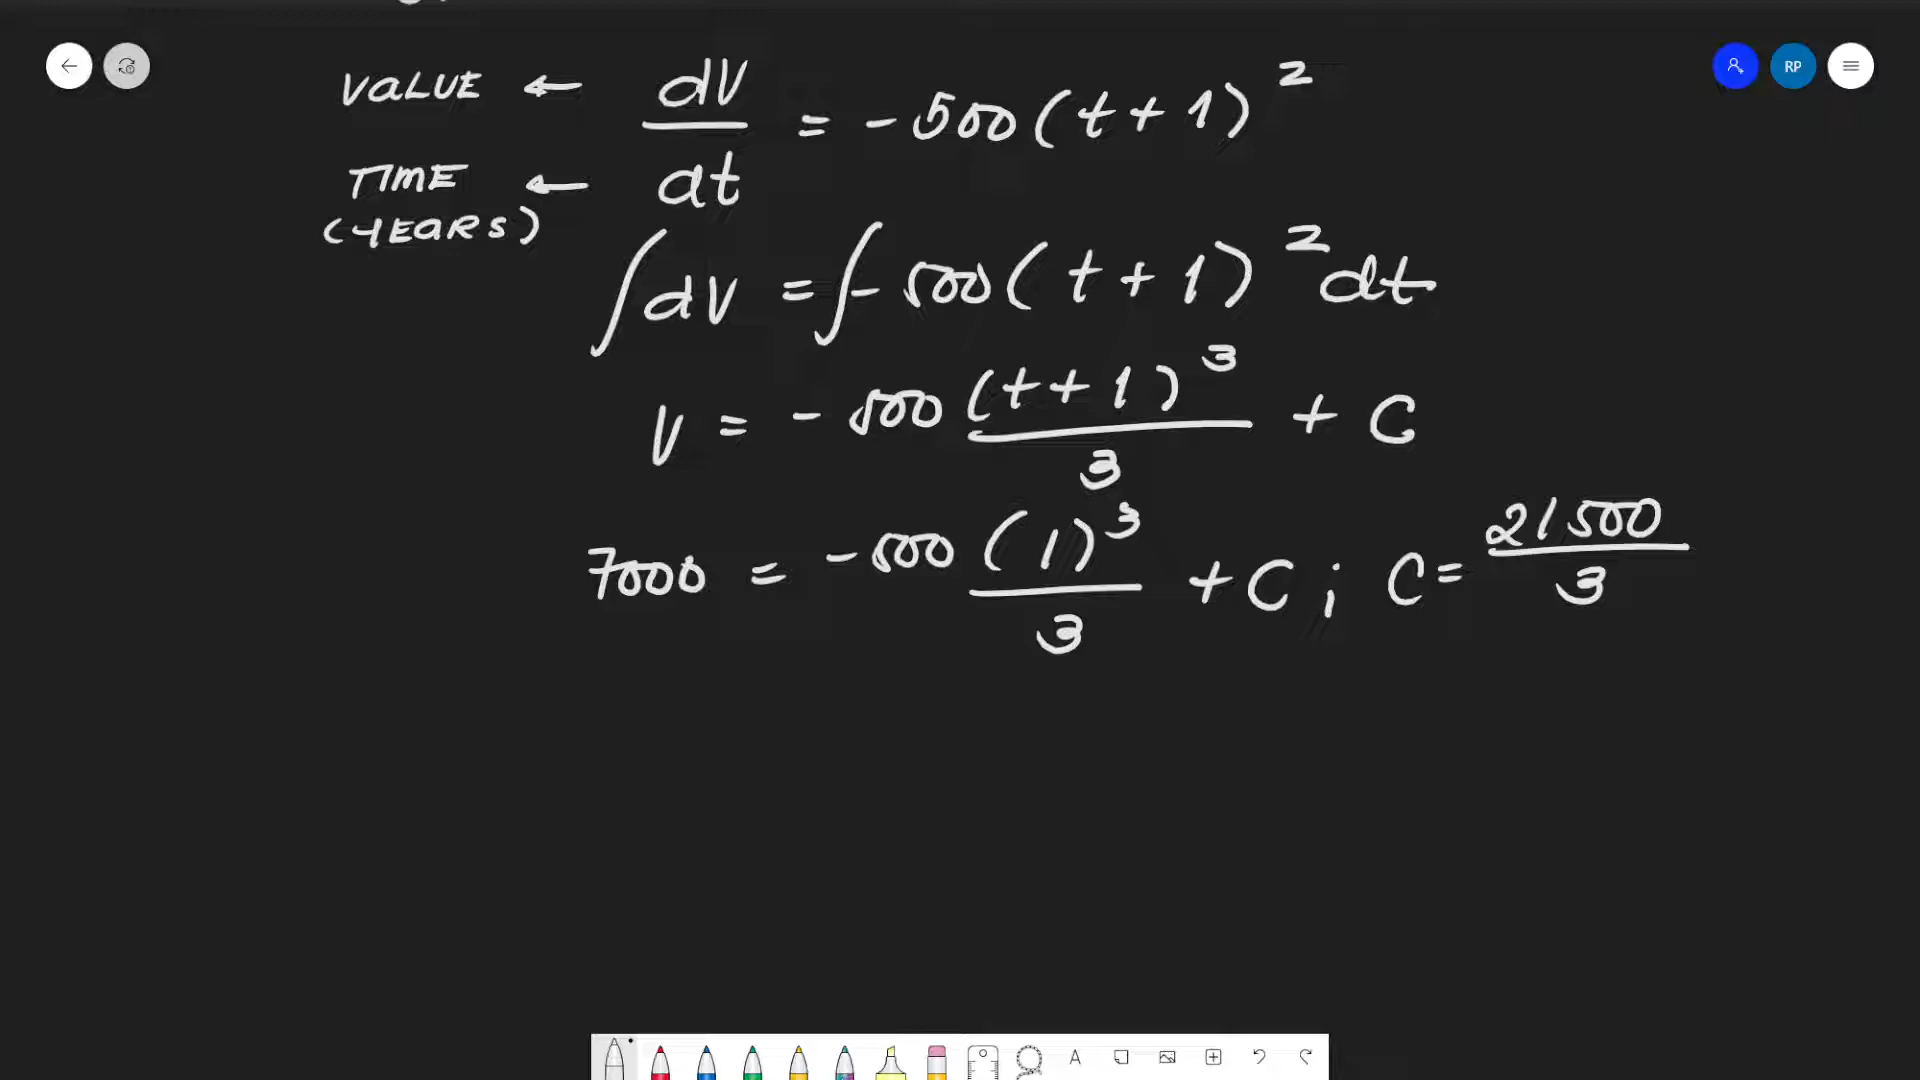 VALUE ← dV/dt = - 500 (t + 1)²
TIME ←
(YEARS)
∫ dV = ∫ - 500 (t + 1)² dt
V = - 500 (t + 1)³/3 + C
7000 = - 500 (1)³/3 + C ; C = 21500/3
RP
A